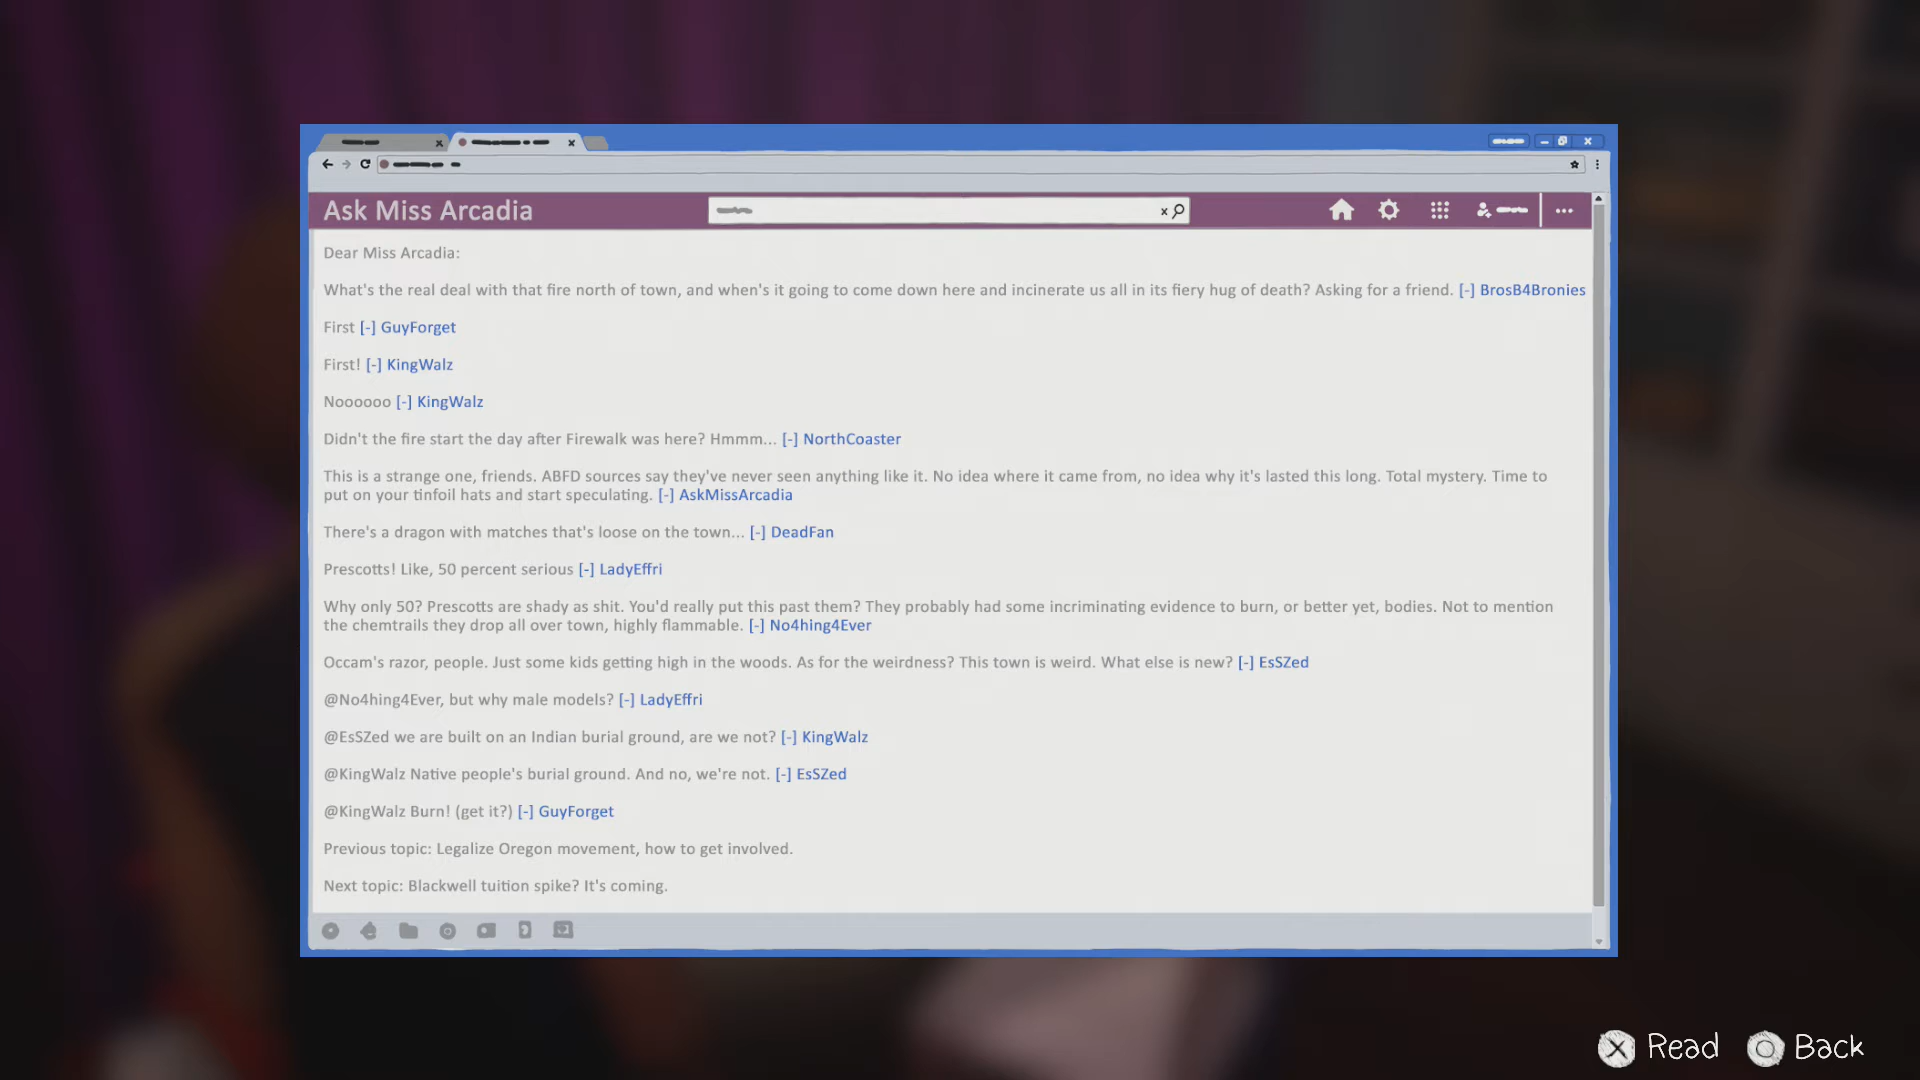 Ask Miss Arcadia
Dear Miss Arcadia:
What's the real deal with that fire north of town, and when's it going to come down here and incinerate us all in its fiery hug of death? Asking for a friend. [-] BrosB4Bronies
First [-] GuyForget
First! [-] KingWalz
Noooooo [-] KingWalz
Didn't the fire start the day after Firewalk was here? Hmmm... [-] NorthCoaster
This is a strange one, friends. ABFD sources say they've never seen anything like it. No idea where it came from, no idea why it's lasted this long. Total mystery. Time to
put on your tinfoil hats and start speculating. [-] AskMissArcadia
There's a dragon with matches that's loose on the town... [-] DeadFan
Prescotts! Like, 50 percent serious [-] LadyEffri
Why only 50? Prescotts are shady as shit. You'd really put this past them? They probably had some incriminating evidence to burn, or better yet, bodies. Not to mention
the chemtrails they drop all over town, highly flammable. [-] No4hing4Ever
Occam's razor, people. Just some kids getting high in the woods. As for the weirdness? This town is weird. What else is new? [-] EsSZed
@No4hing4Ever, but why male models? [-] LadyEffri
@EsSZed we are built on an Indian burial ground, are we not? [-] KingWalz
@KingWalz Native people's burial ground. And no, we're not. [-] EsSZed
@KingWalz Burn! (get it?) [-] GuyForget
Previous topic: Legalize Oregon movement, how to get involved.
Next topic: Blackwell tuition spike? It's coming.
Read Back